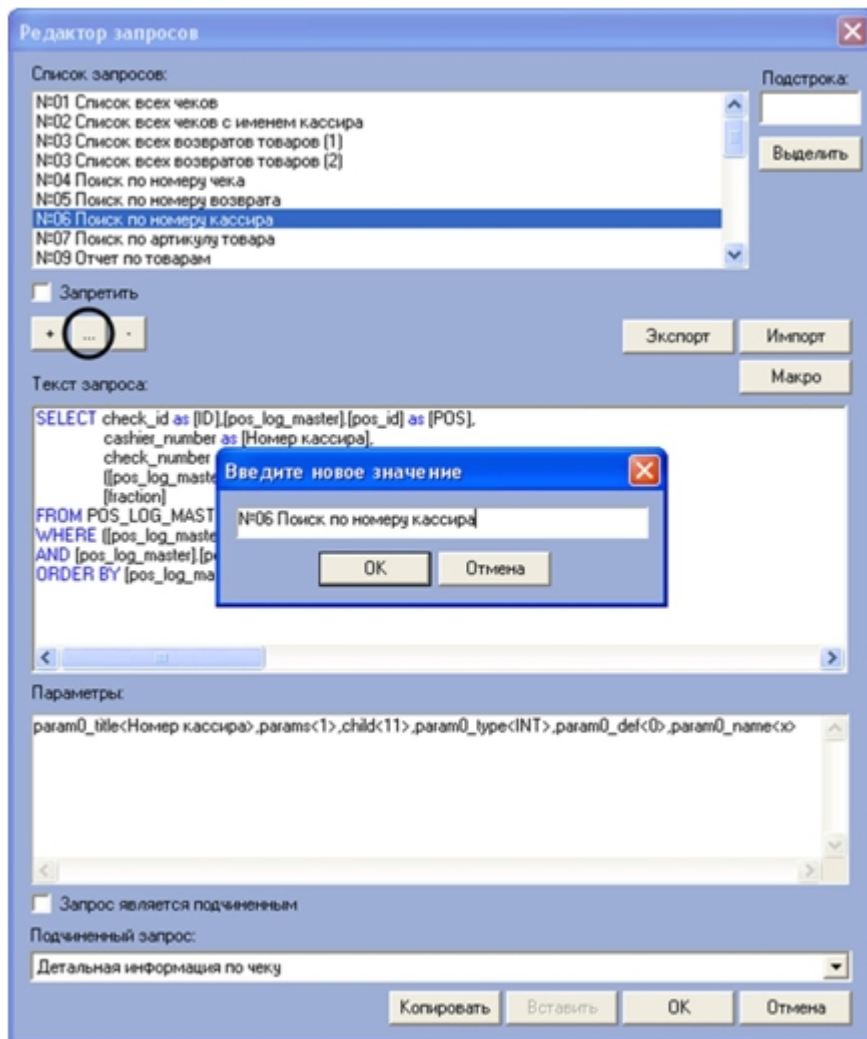 Редактор запросов
Список запросов:
Подстрока:
№01 Список всех чеков
№02 Список всех чеков с именем кассира
№03 Список всех возвратов товаров (1)
№03 Список всех возвратов товаров (2)
№04 Поиск по номеру чека
№05 Поиск по номеру возврата
№06 Поиск по номеру кассира
№07 Поиск по артикулу товара
№09 Отчет по товарам
Выделить
Запретить
+ ... -
Экспорт Импорт
Макро
Текст запроса:
SELECT check_id as [ID],[pos_log_master].[pos_id] as [POS],
cashier_number as [Номер кассира],
check_number
([pos_log_maste
[fraction]
FROM POS_LOG_MAST
WHERE ([pos_log_maste
AND [pos_log_master].[po
ORDER BY [pos_log_ma
Введите новое значение
№06 Поиск по номеру кассира
OK Отмена
Параметры:
param0_title<Номер кассира>,params<1>,child<11>,param0_type<INT>,param0_def<0>,param0_name<x>
Запрос является подчиненным
Подчиненный запрос:
Детальная информация по чеку
Копировать Вставить OK Отмена